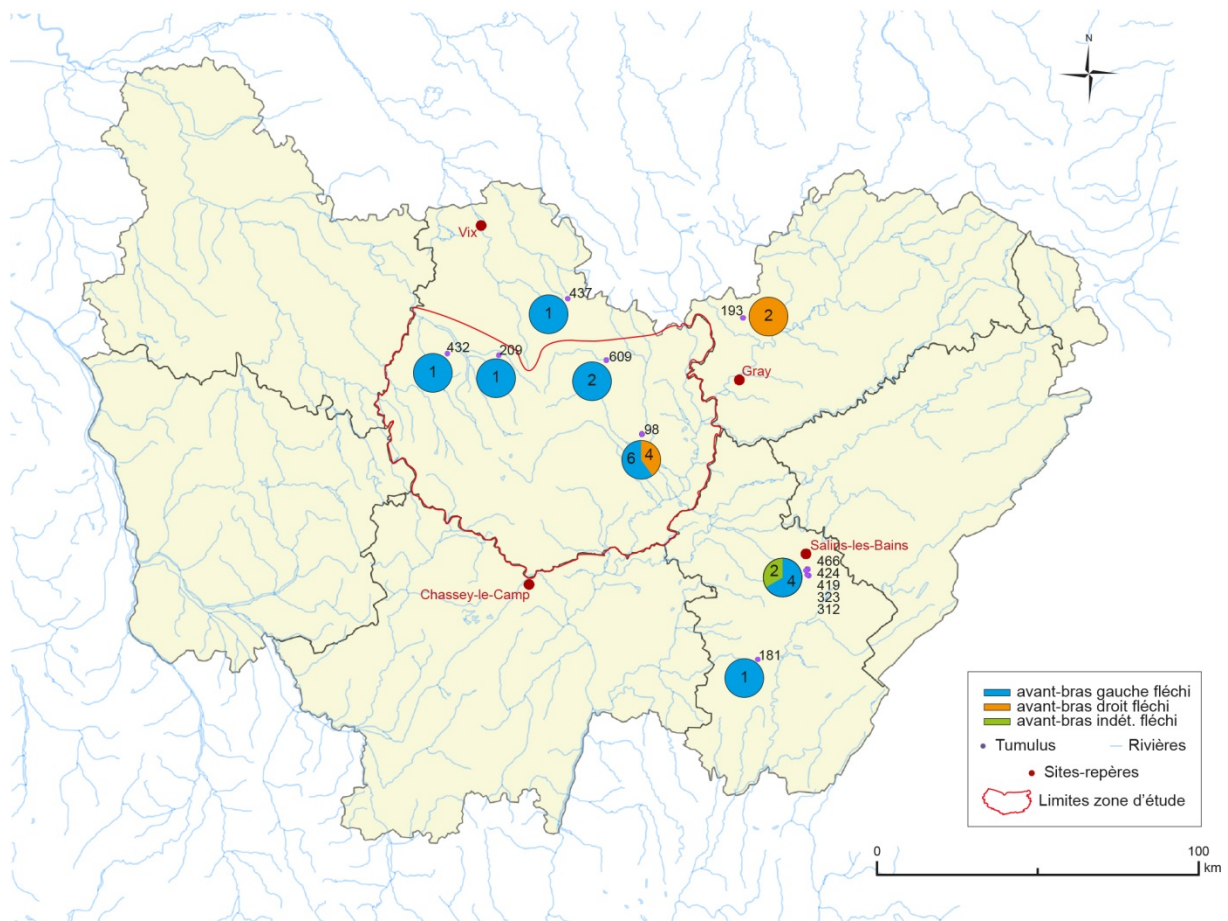 N
Vix
437
1
193
2
432
1
209
1
609
2
Gray
98
6
4
Salins-les-Bains
2
4
466
424
419
323
312
Chassey-le-Camp
181
1
avant-bras gauche fléchi
avant-bras droit fléchi
avant-bras indét. fléchi
Tumulus
Rivières
Sites-repères
Limites zone d'étude
0
100
km